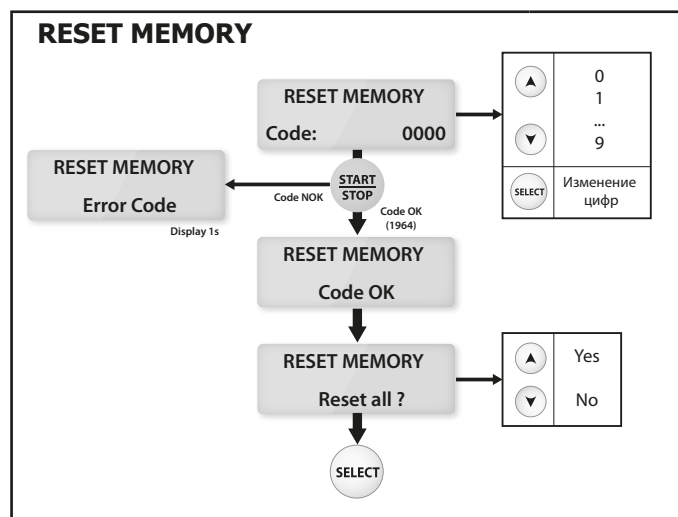 RESET MEMORY
RESET MEMORY
Code: 0000
0
1
...
9
SELECT
Изменение
цифр
START
STOP
Code NOK
RESET MEMORY
Error Code
Display 1s
Code OK
(1964)
RESET MEMORY
Code OK
RESET MEMORY
Reset all ?
Yes
No
SELECT